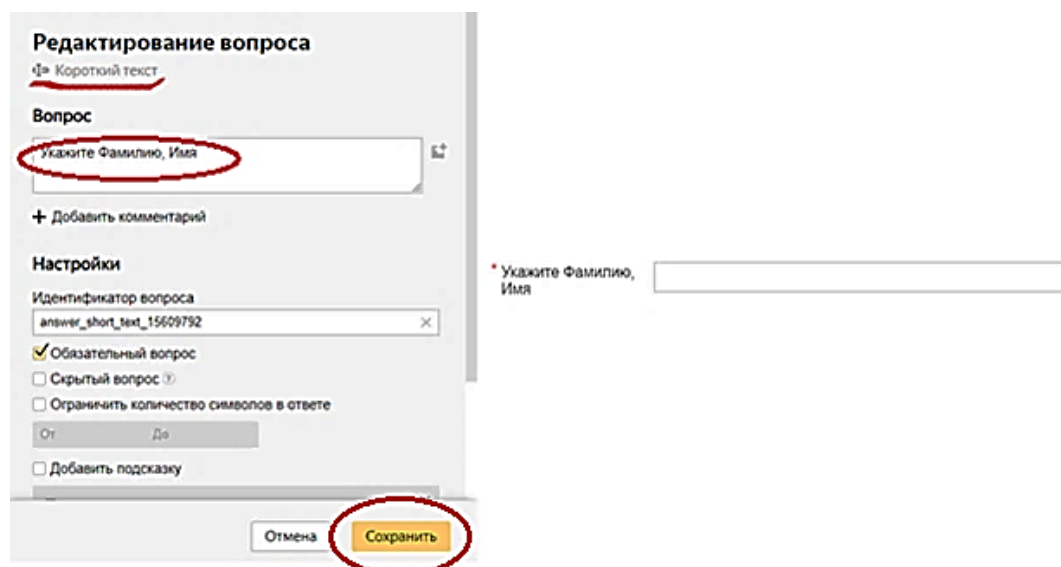 Редактирование вопроса
Короткий текст
Вопрос
Укажите Фамилию, Имя
+ Добавить комментарий
Настройки
Идентификатор вопроса
answer_short_text_15609792
Обязательный вопрос
Скрытый вопрос ?
Ограничить количество символов в ответе
От До
Добавить подсказку
Отмена Сохранить
* Укажите Фамилию,
Имя